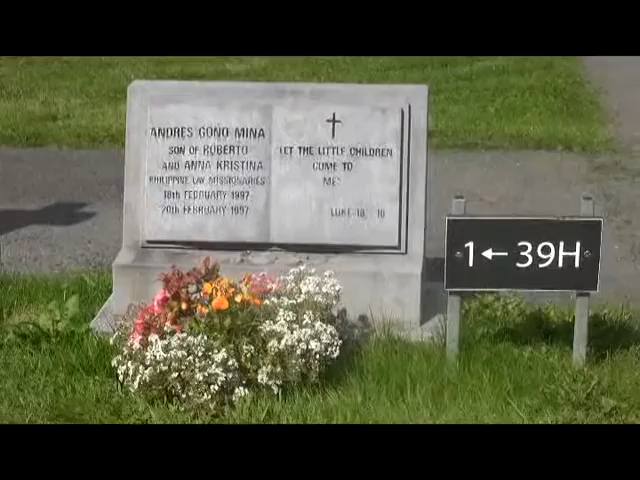 ANDRES GONO MINA
SON OF ROBERTO
AND ANNA KRISTINA
PHILIPPINE LAY MISSIONARIES
18th FEBRUARY 1997
20th FEBRUARY 1997
LET THE LITTLE CHILDREN
COME TO
ME
LUKE 18 16
1←39H